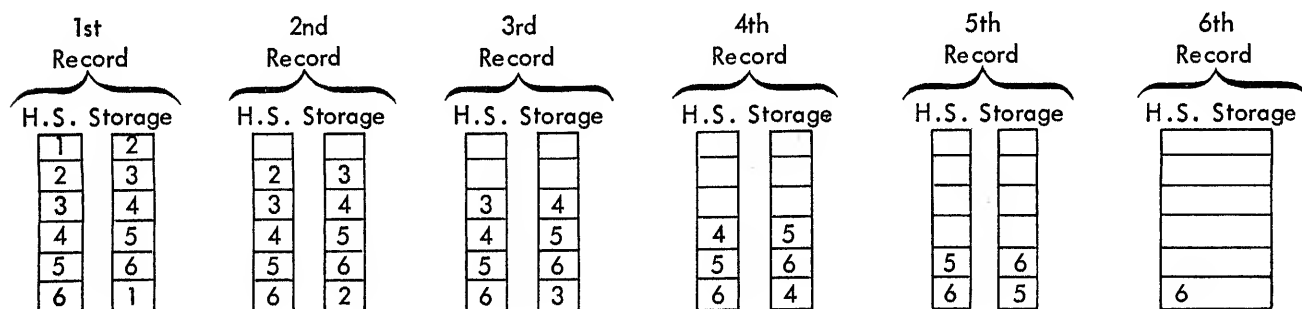 1st 2nd 3rd 4th 5th 6th
Record Record Record Record Record Record
H.S. Storage H.S. Storage H.S. Storage H.S. Storage H.S. Storage H.S. Storage
1 2
2 3 2 3
3 4 3 4 3 4
4 5 4 5 4 5 4 5
5 6 5 6 5 6 5 6 5 6
6 1 6 2 6 3 6 4 6 5 6